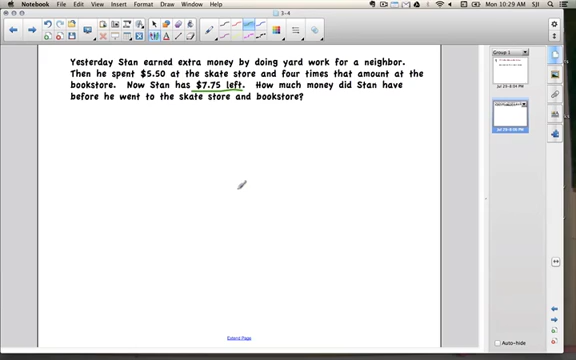 Notebook File Edit View Insert Format Tools Draw Window Help
Mon 10:29 AM SJI
3-4
Yesterday Stan earned extra money by doing yard work for a neighbor.
Then he spent $5.50 at the skate store and four times that amount at the
bookstore. Now Stan has $7.75 left. How much money did Stan have
before he went to the skate store and bookstore?
Extend Page
Group 1
Auto-hide